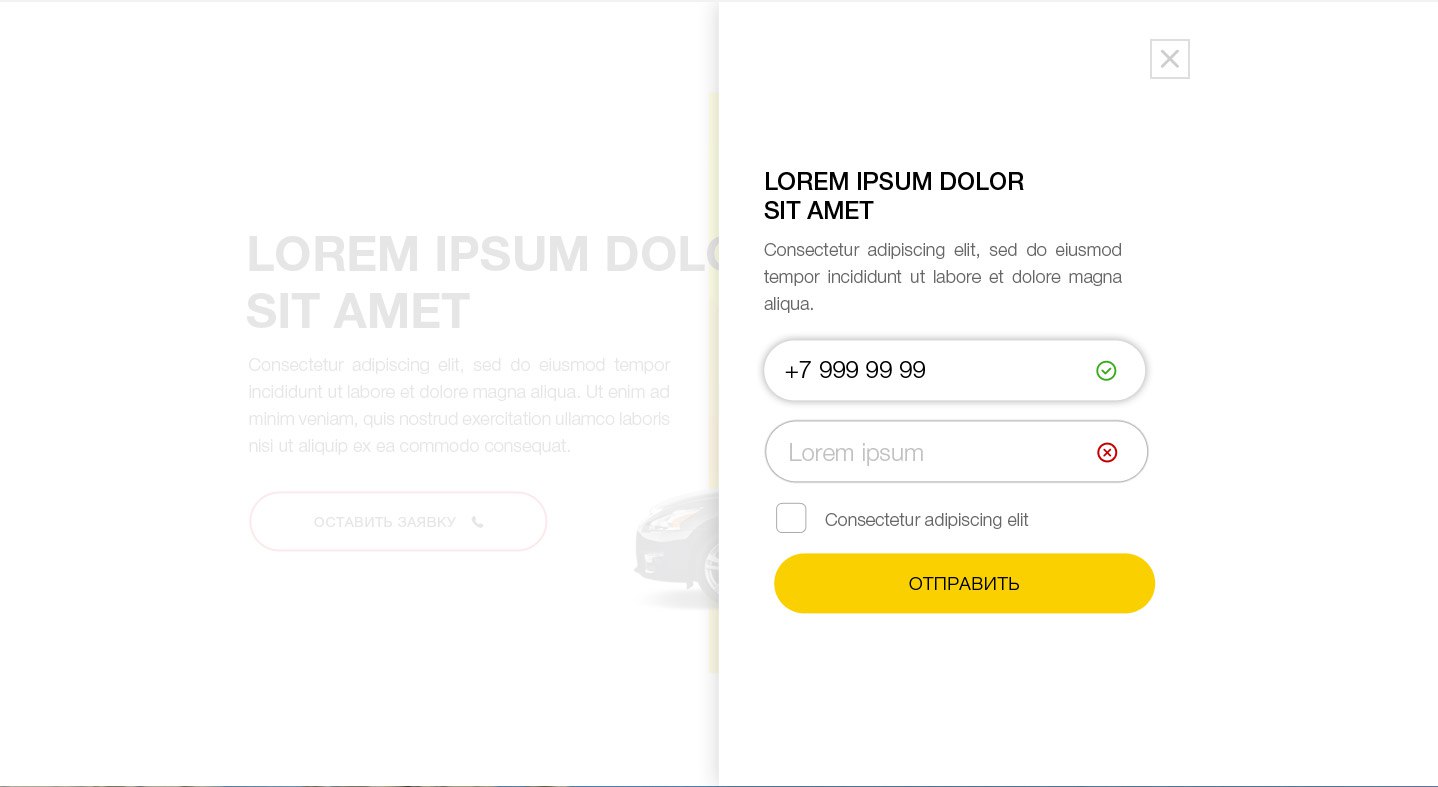 LOREM IPSUM DOLO
SIT AMET
Consectetur adipiscing elit, sed do eiusmod tempor
incididunt ut labore et dolore magna aliqua. Ut enim ad
minim veniam, quis nostrud exercitation ullamco laboris
nisi ut aliquip ex ea commodo consequat.
ОСТАВИТЬ ЗАЯВКУ
LOREM IPSUM DOLOR
SIT AMET
Consectetur adipiscing elit, sed do eiusmod
tempor incididunt ut labore et dolore magna
aliqua.
+7 999 99 99
Lorem ipsum
Consectetur adipiscing elit
ОТПРАВИТЬ